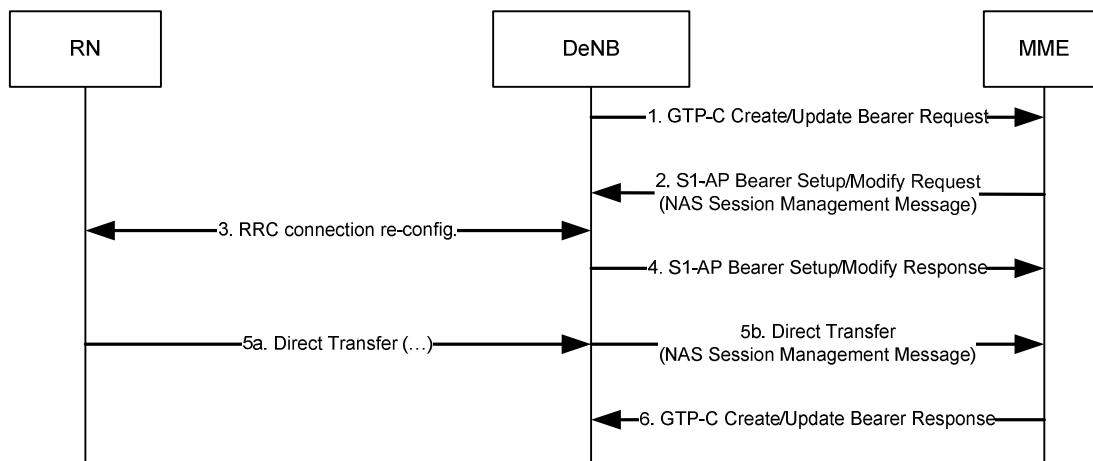 RN
DeNB
MME
1. GTP-C Create/Update Bearer Request
2. S1-AP Bearer Setup/Modify Request
(NAS Session Management Message)
3. RRC connection re-config.
4. S1-AP Bearer Setup/Modify Response
5a. Direct Transfer (…)
5b. Direct Transfer
(NAS Session Management Message)
6. GTP-C Create/Update Bearer Response